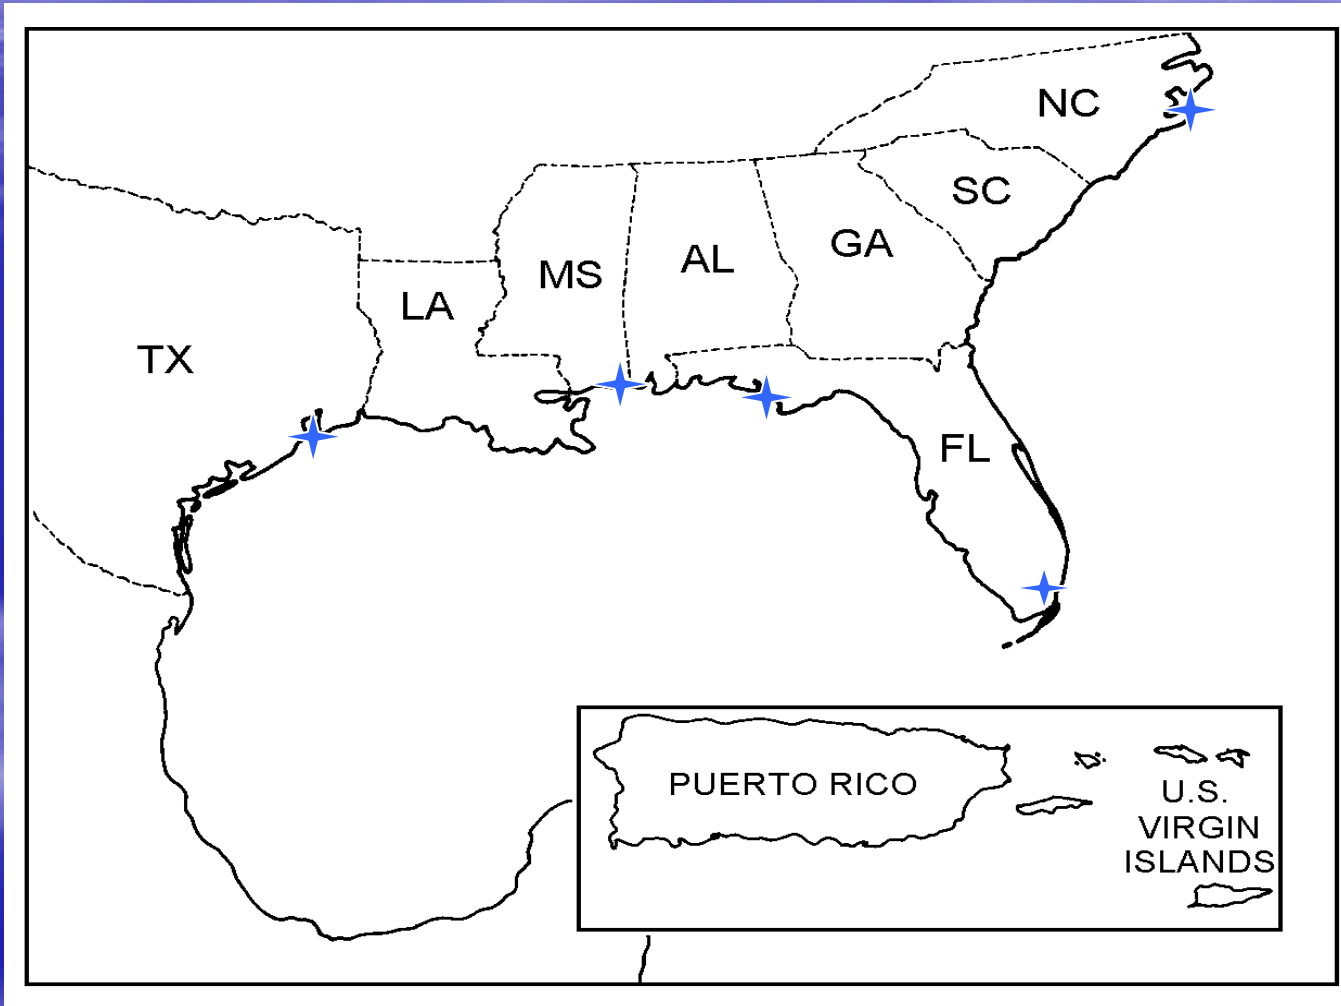 NC
SC
GA
AL
MS
LA
TX
FL
PUERTO RICO
U.S.
VIRGIN
ISLANDS